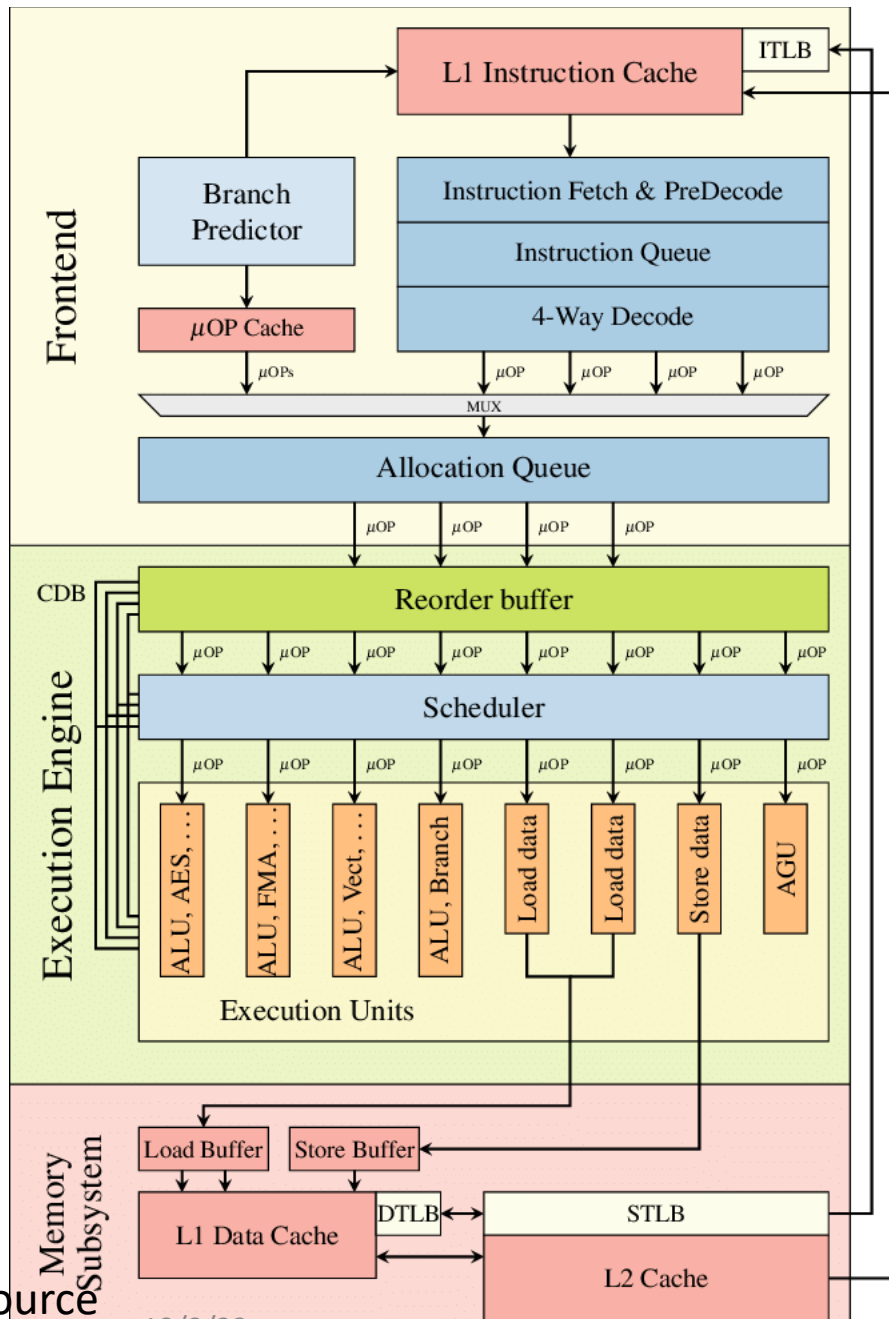 L1 Instruction Cache
ITLB
Branch
Predictor
Instruction Fetch & PreDecode
Instruction Queue
4-Way Decode
Frontend
μOP Cache
μOPs
μOP
μOP
μOP
μOP
MUX
Allocation Queue
μOP
μOP
μOP
μOP
CDB
Reorder buffer
μOP
μOP
μOP
μOP
μOP
μOP
μOP
μOP
Scheduler
Execution Engine
μOP
μOP
μOP
μOP
μOP
μOP
μOP
μOP
ALU, AES, . . .
ALU, FMA, . . .
ALU, Vect, . . .
ALU, Branch
Load data
Load data
Store data
AGU
Execution Units
Memory
Subsystem
Load Buffer
Store Buffer
L1 Data Cache
DTLB
STLB
L2 Cache
ource